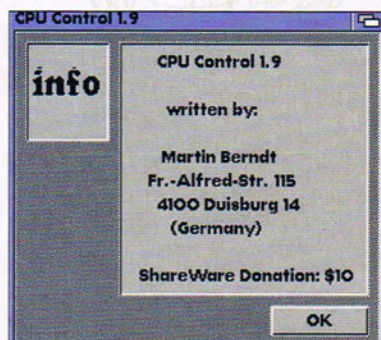 CPU Control 1.9
info
CPU Control 1.9
written by:
Martin Berndt
Fr.-Alfred-Str. 115
4100 Duisburg 14
(Germany)
ShareWare Donation: $10
OK